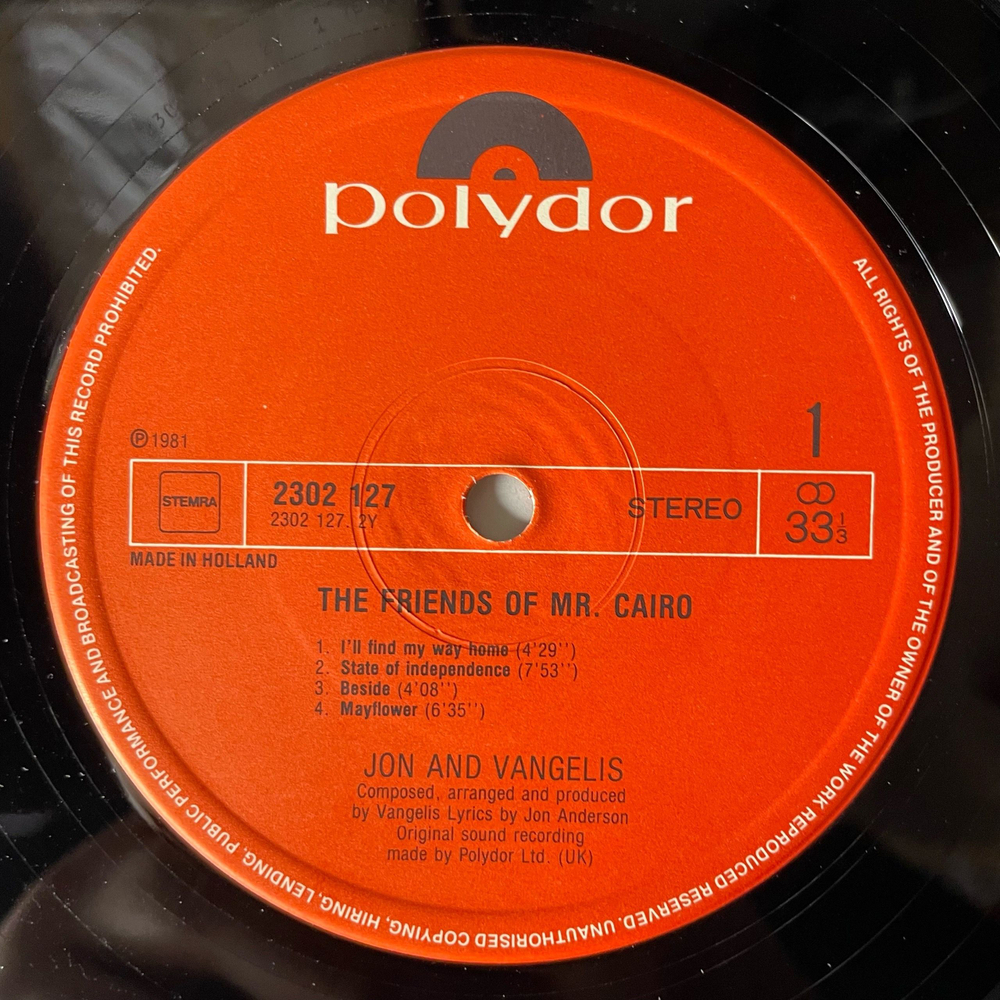 polydor
ALL RIGHTS OF THE PRODUCER AND OF THE OWNER OF THE WORK REPRODUCED RESERVED. UNAUTHORISED COPYING, HIRING, LENDING, PUBLIC PERFORMANCE AND BROADCASTING OF THIS RECORD PROHIBITED.
℗ 1981
1
STEMRA
2302 127
2302 127.2Y
STEREO
33 1/3
MADE IN HOLLAND
THE FRIENDS OF MR. CAIRO
1. I'll find my way home (4'29'')
2. State of independence (7'53'')
3. Beside (4'08'')
4. Mayflower (6'35'')
JON AND VANGELIS
Composed, arranged and produced
by Vangelis Lyrics by Jon Anderson
Original sound recording
made by Polydor Ltd. (UK)